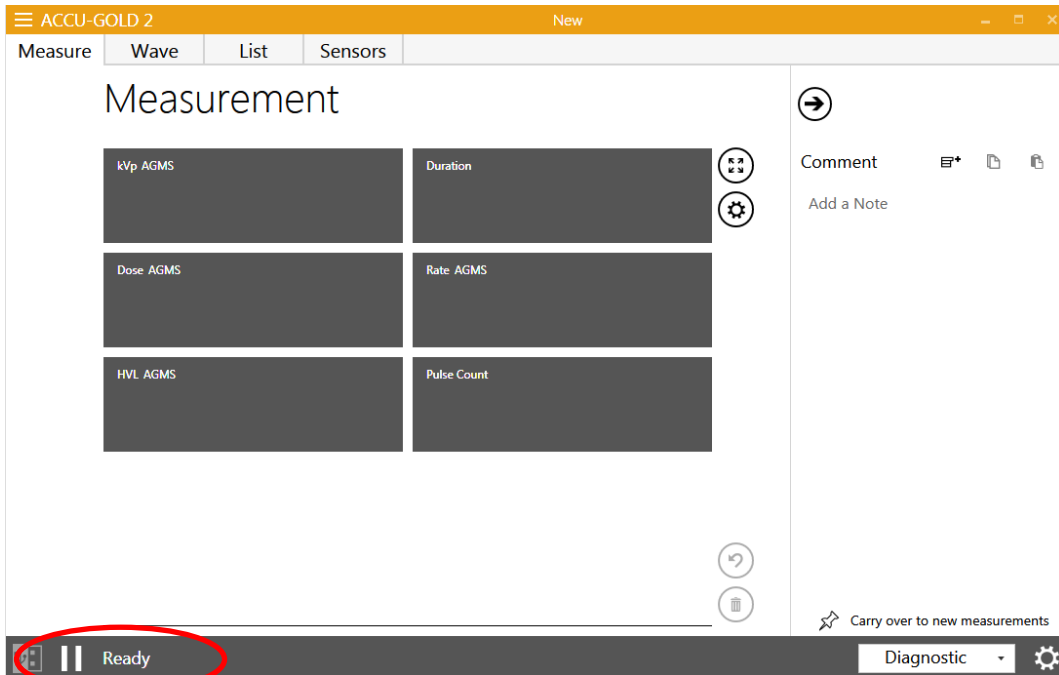 ACCU-GOLD 2
New
Measure Wave List Sensors
Measurement
kVp AGMS
Duration
Dose AGMS
Rate AGMS
HVL AGMS
Pulse Count
Comment
Add a Note
Carry over to new measurements
Ready
Diagnostic